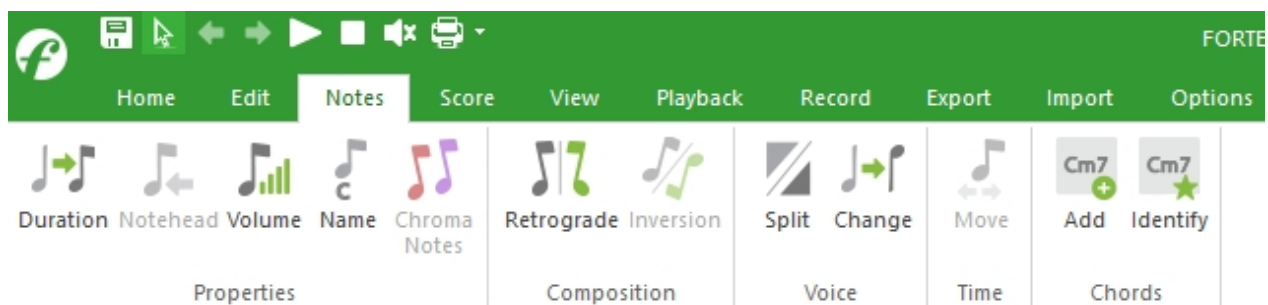 FORTE
Home Edit Notes Score View Playback Record Export Import Options
C Cm7 Cm7
Duration Notehead Volume Name Chroma Notes Retrograde Inversion Split Change Move Add Identify
Properties Composition Voice Time Chords